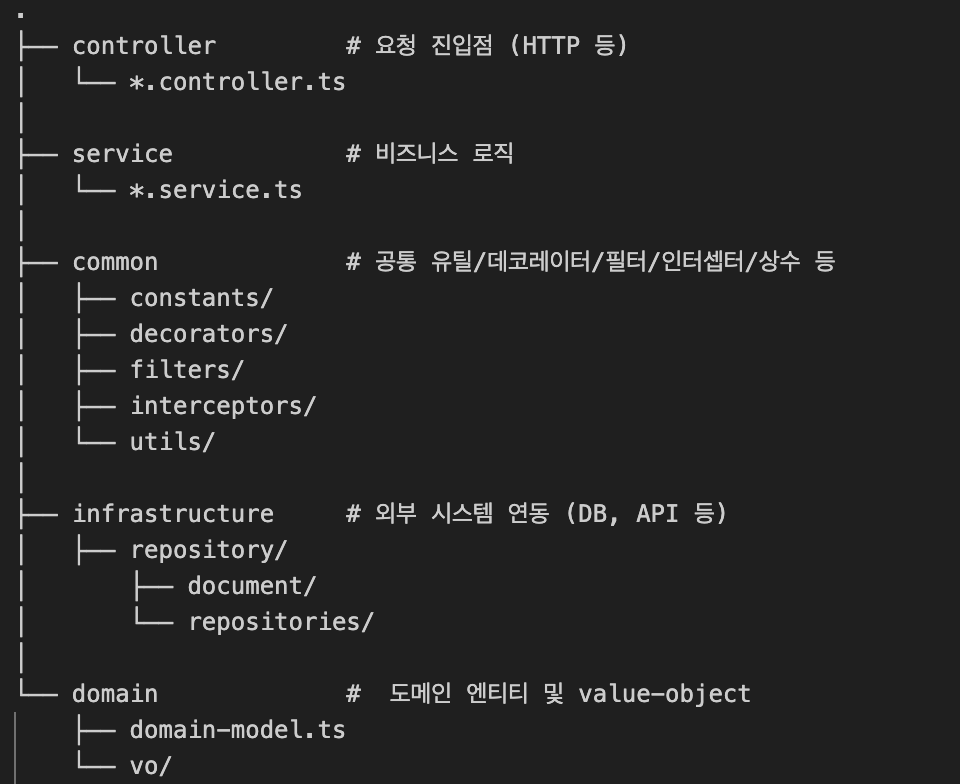 .
├── controller         # 요청 진입점 (HTTP 등)
│   └── *.controller.ts
│
├── service            # 비즈니스 로직
│   └── *.service.ts
│
├── common             # 공통 유틸/데코레이터/필터/인터셉터/상수 등
│   ├── constants/
│   ├── decorators/
│   ├── filters/
│   ├── interceptors/
│   └── utils/
│
├── infrastructure     # 외부 시스템 연동 (DB, API 등)
│   ├── repository/
│       ├── document/
│       └── repositories/
│
└── domain             #  도메인 엔티티 및 value-object
    ├── domain-model.ts
    └── vo/